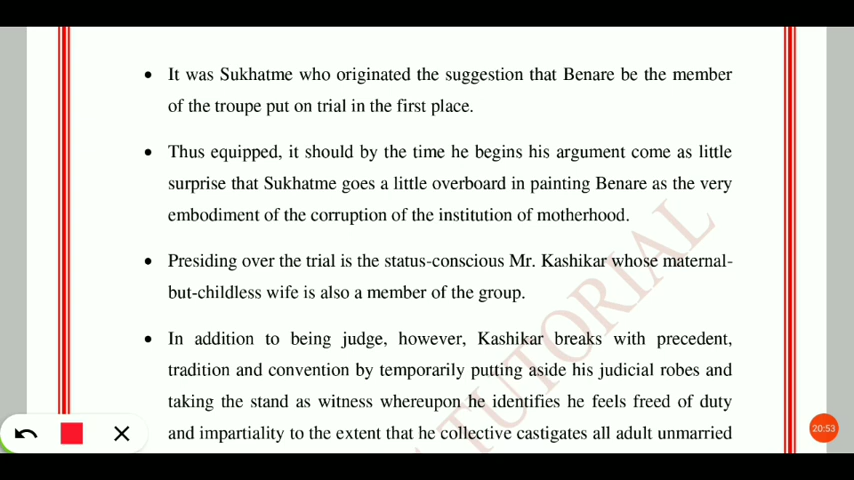 • It was Sukhatme who originated the suggestion that Benare be the member
of the troupe put on trial in the first place.
• Thus equipped, it should by the time he begins his argument come as little
surprise that Sukhatme goes a little overboard in painting Benare as the very
embodiment of the corruption of the institution of motherhood.
• Presiding over the trial is the status-conscious Mr. Kashikar whose maternal-
but-childless wife is also a member of the group.
• In addition to being judge, however, Kashikar breaks with precedent,
tradition and convention by temporarily putting aside his judicial robes and
taking the stand as witness whereupon he identifies he feels freed of duty
and impartiality to the extent that he collective castigates all adult unmarried
TUTORIAL
20:53